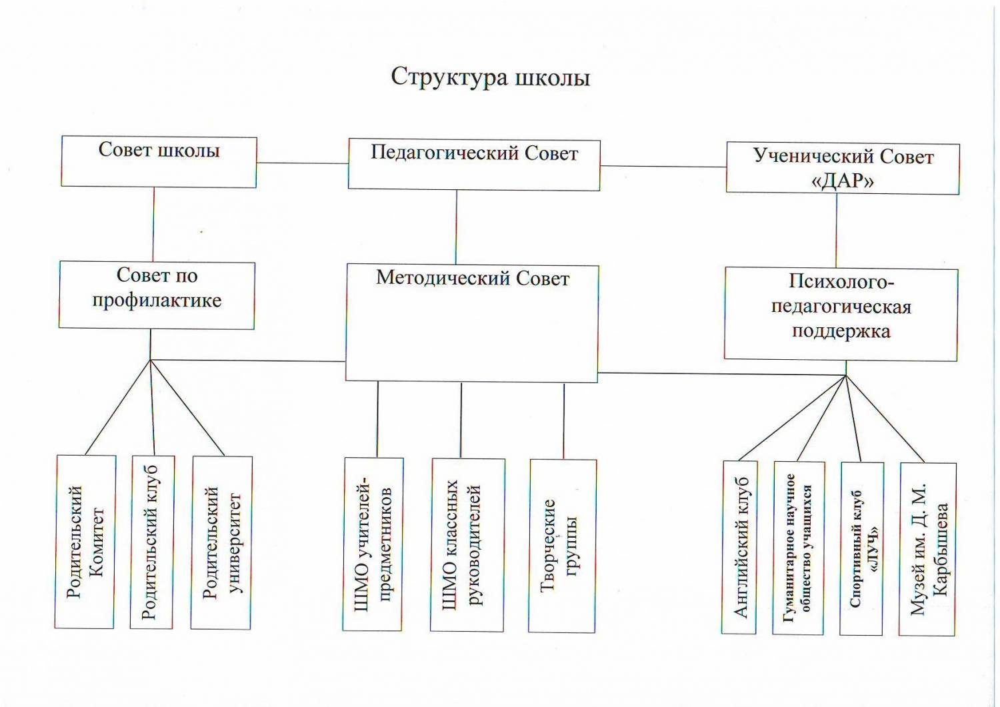 Структура школы
Совет школы
Педагогический Совет
Ученический Совет
«ДАР»
Совет по
профилактике
Методический Совет
Психолого-
педагогическая
поддержка
Родительский
Комитет
Родительский клуб
Родительский
университет
ШМО учителей-
предметников
ШМО классных
руководителей
Творческие
группы
Английский клуб
Гуманитарное научное
общество учащихся
Спортивный клуб
«ЛУЧ»
Музей им. Д. М.
Карбышева